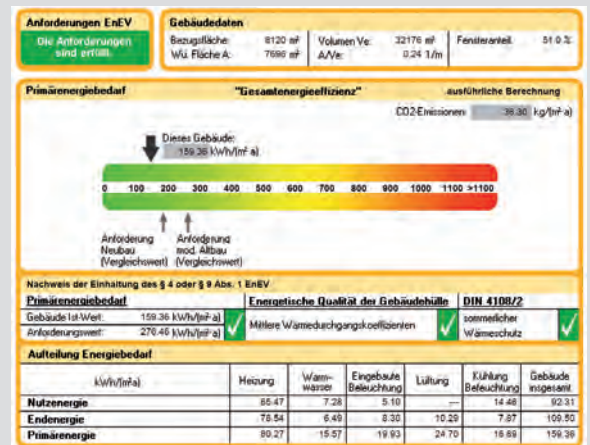 Anforderungen EnEV
Die Anforderungen
sind erfüllt.
Gebäudedaten
Bezugsfläche: 8120 m² Volumen Ve: 32176 m³ Fensteranteil: 51.0 %
Wü. Fläche A: 7696 m² A/Ve: 0.24 1/m
Primärenergiebedarf "Gesamtenergieeffizienz" ausführliche Berechnung
CO2-Emissionen: 36.30 kg/(m² a)
Dieses Gebäude:
159.36 kWh/(m² a)
0 100 200 300 400 500 600 700 800 900 1000 1100 >1100
Anforderung Anforderung
Neubau mod. Altbau
(Vergleichswert) (Vergleichswert)
Nachweis der Einhaltung des § 4 oder § 9 Abs. 1 EnEV
Primärenergiebedarf Energetische Qualität der Gebäudehülle DIN 4108/2
Gebäude Ist-Wert: 159.36 kWh/(m² a) Mittlere Wärmedurchgangskoeffizienten sommerlicher
Anforderungswert: kWh/(m² a) Wärmeschutz
Aufteilung Energiebedarf
kWh/(m²a) Heizung Warm- Eingebaute Lüftung Kühlung Gebäude
wasser Beleuchtung Befeuchtung insgesamt
Nutzenergie 65.47 7.28 5.10 --- 14.46 92.31
Endenergie 76.54 6.49 8.30 10.29 7.87 109.50
Primärenergie 80.27 15.57 19.93 24.70 159.36